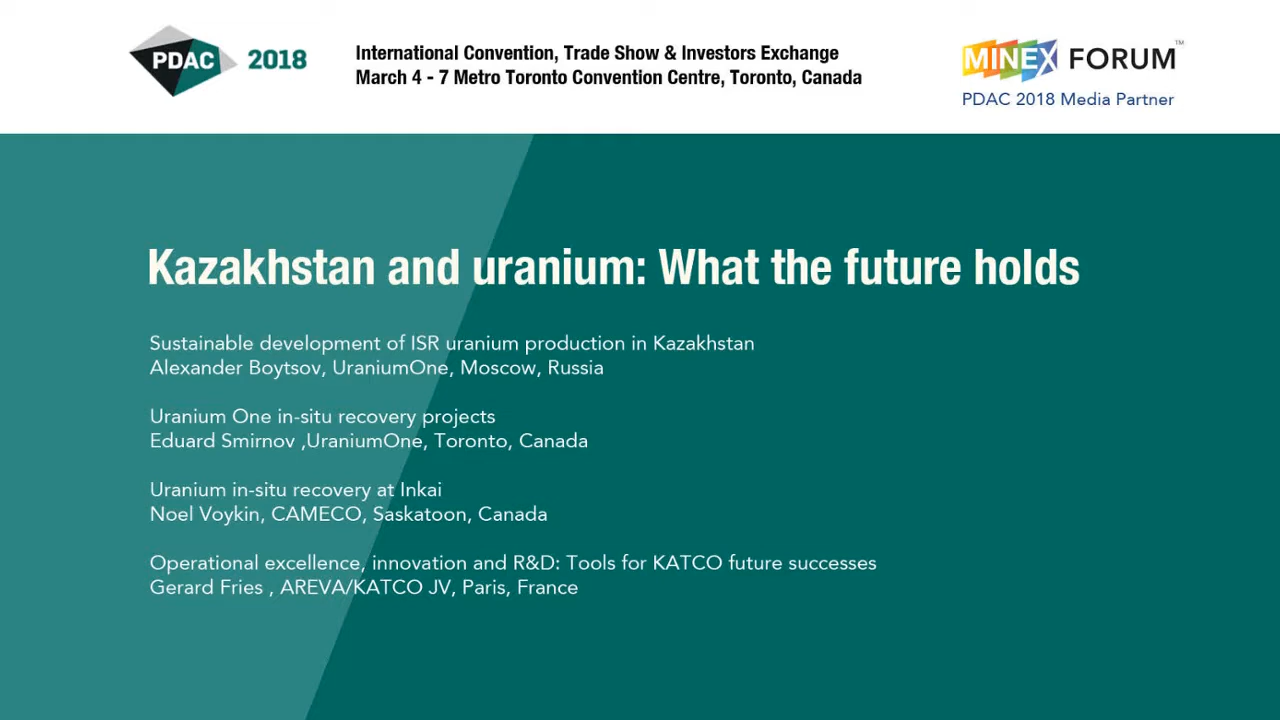 PDAC 2018
International Convention, Trade Show & Investors Exchange
March 4 - 7 Metro Toronto Convention Centre, Toronto, Canada
MINEX FORUM™
PDAC 2018 Media Partner
Kazakhstan and uranium: What the future holds
Sustainable development of ISR uranium production in Kazakhstan
Alexander Boytsov, UraniumOne, Moscow, Russia
Uranium One in-situ recovery projects
Eduard Smirnov ,UraniumOne, Toronto, Canada
Uranium in-situ recovery at Inkai
Noel Voykin, CAMECO, Saskatoon, Canada
Operational excellence, innovation and R&D: Tools for KATCO future successes
Gerard Fries , AREVA/KATCO JV, Paris, France